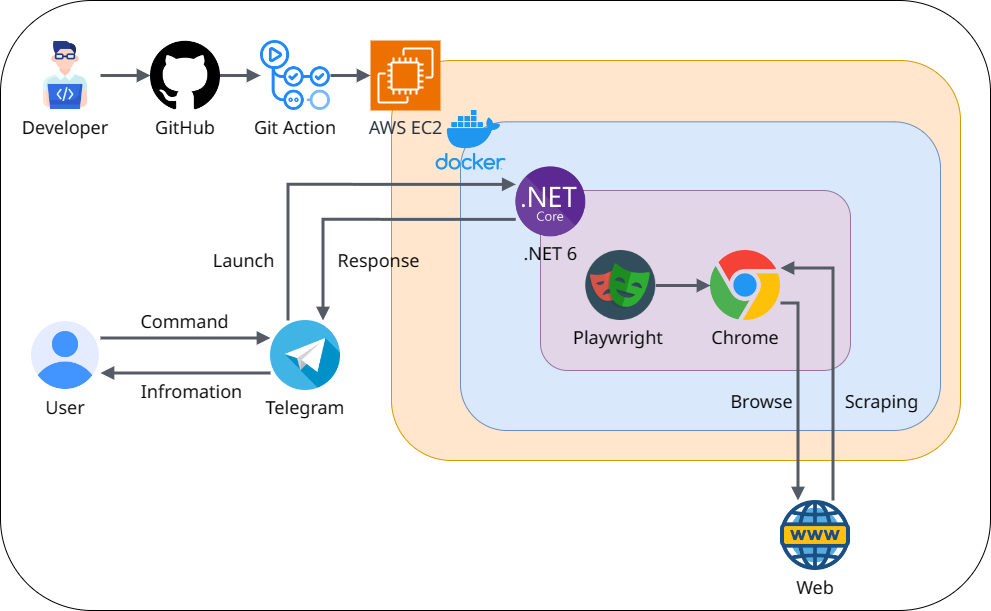 Developer
GitHub
Git Action
AWS EC2
docker
.NET
Core
.NET 6
Launch
Response
Playwright
Chrome
Command
Infromation
User
Telegram
Browse
Scraping
WWW
Web